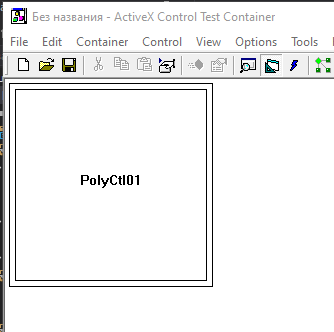 Без названия - ActiveX Control Test Container
File Edit Container Control View Options Tools
PolyCtl01